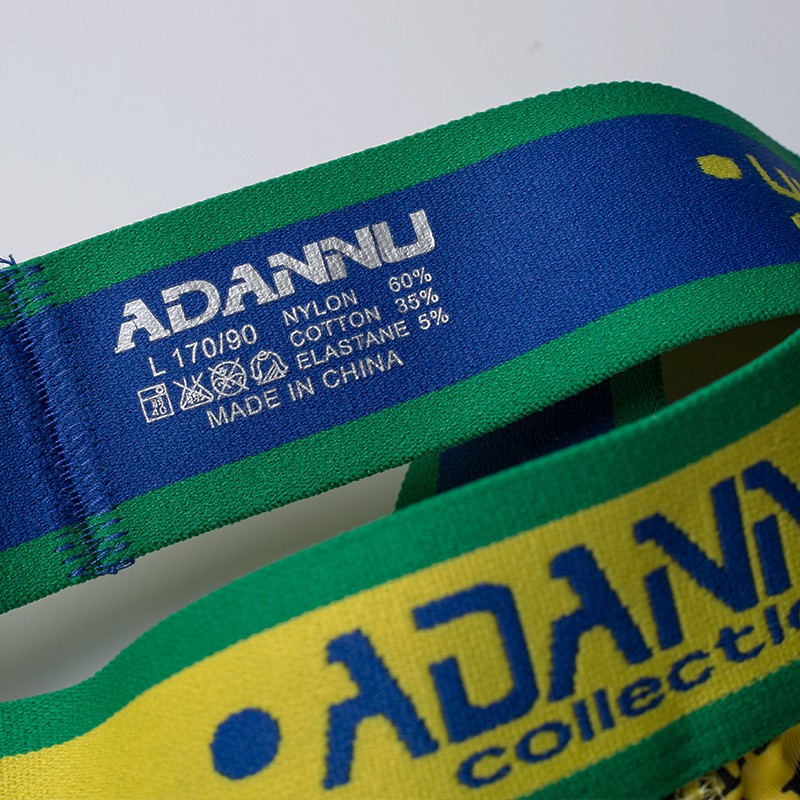 ADANNU
L 170/90
NYLON 60%
COTTON 35%
ELASTANE 5%
MADE IN CHINA
ADANN
collectio